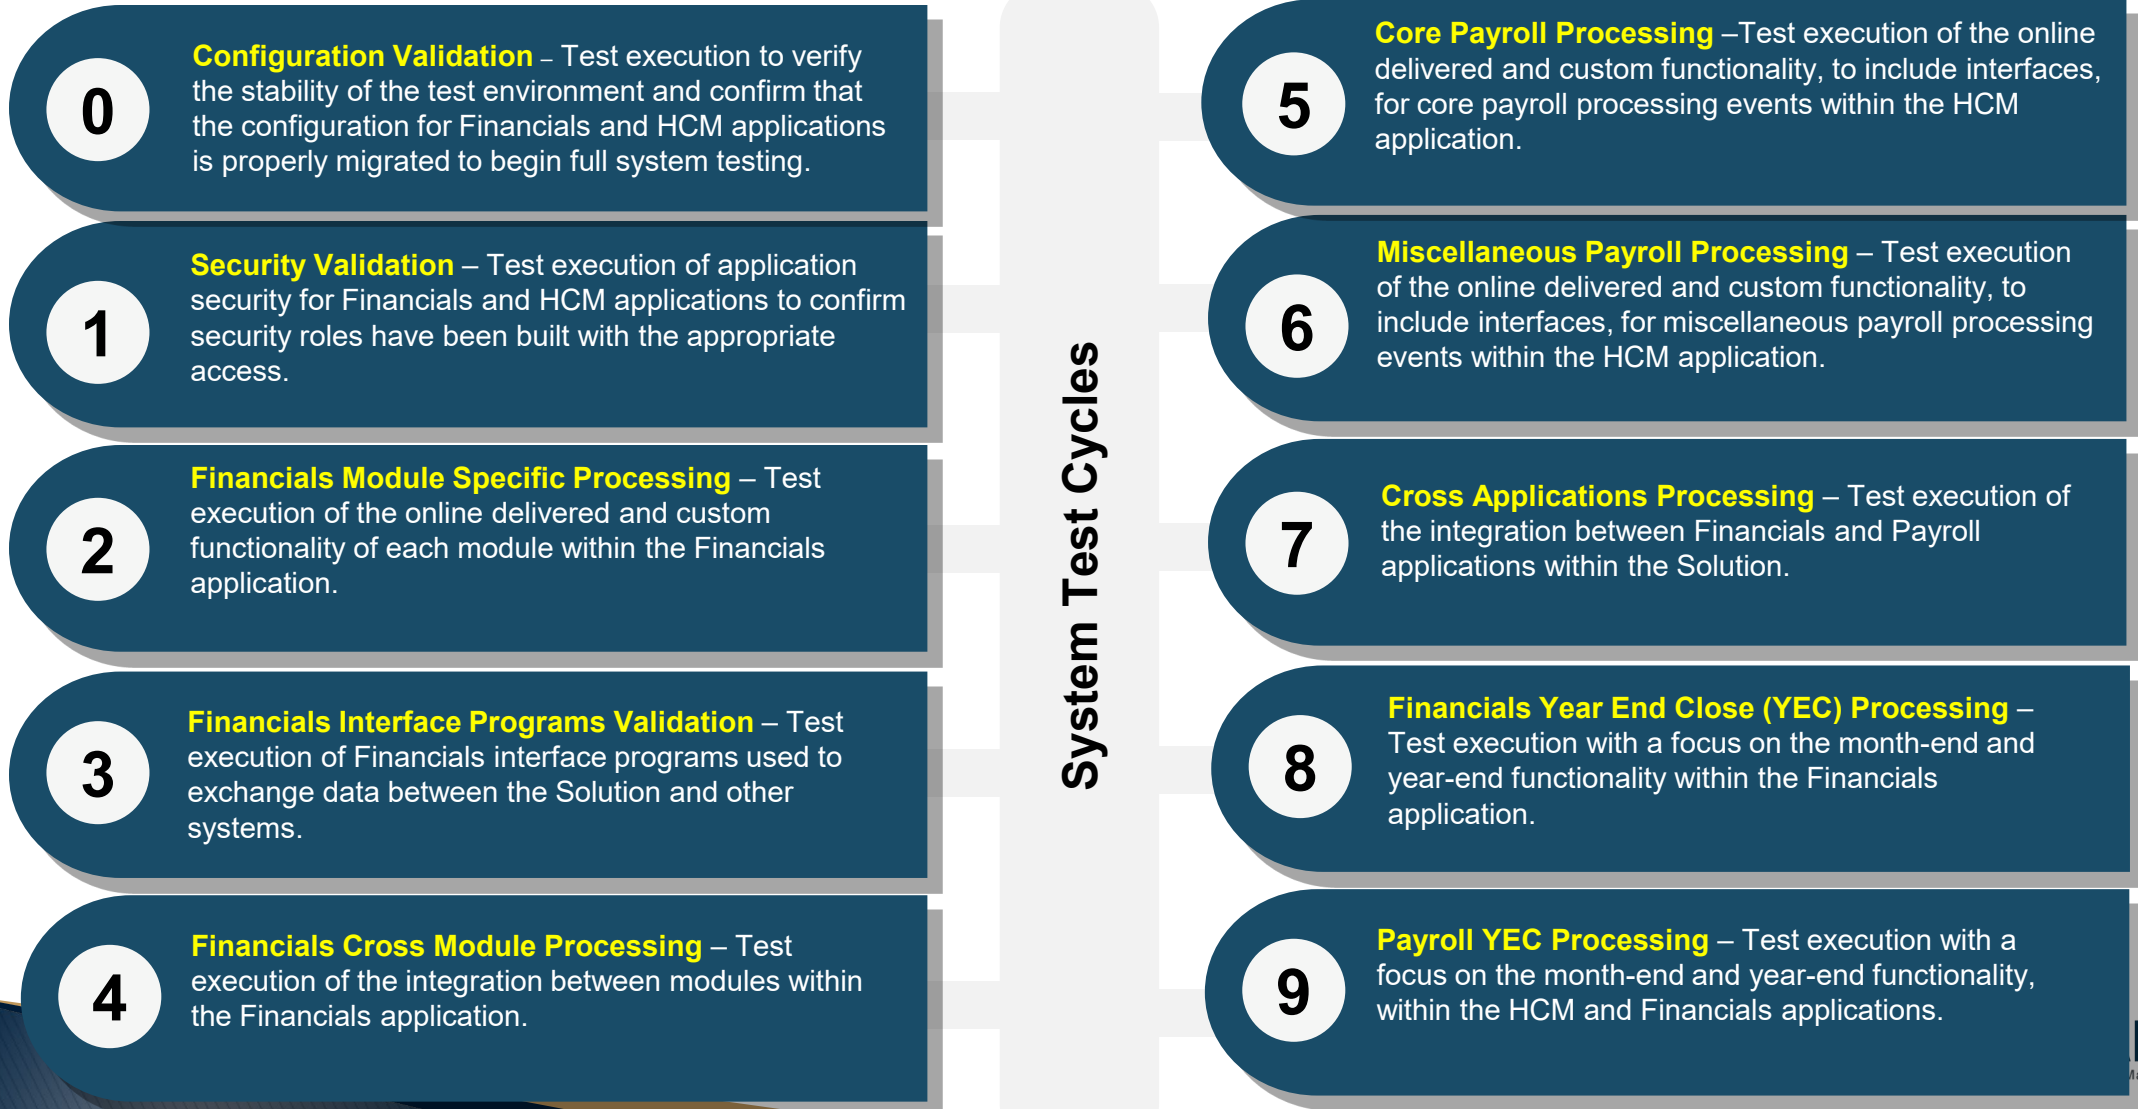 0
Configuration Validation – Test execution to verify
the stability of the test environment and confirm that
the configuration for Financials and HCM applications
is properly migrated to begin full system testing.
1
Security Validation – Test execution of application
security for Financials and HCM applications to confirm
security roles have been built with the appropriate
access.
2
Financials Module Specific Processing – Test
execution of the online delivered and custom
functionality of each module within the Financials
application.
3
Financials Interface Programs Validation – Test
execution of Financials interface programs used to
exchange data between the Solution and other
systems.
4
Financials Cross Module Processing – Test
execution of the integration between modules within
the Financials application.
System Test Cycles
5
Core Payroll Processing –Test execution of the online
delivered and custom functionality, to include interfaces,
for core payroll processing events within the HCM
application.
6
Miscellaneous Payroll Processing – Test execution
of the online delivered and custom functionality, to
include interfaces, for miscellaneous payroll processing
events within the HCM application.
7
Cross Applications Processing – Test execution of
the integration between Financials and Payroll
applications within the Solution.
8
Financials Year End Close (YEC) Processing –
Test execution with a focus on the month-end and
year-end functionality within the Financials
application.
9
Payroll YEC Processing – Test execution with a
focus on the month-end and year-end functionality,
within the HCM and Financials applications.